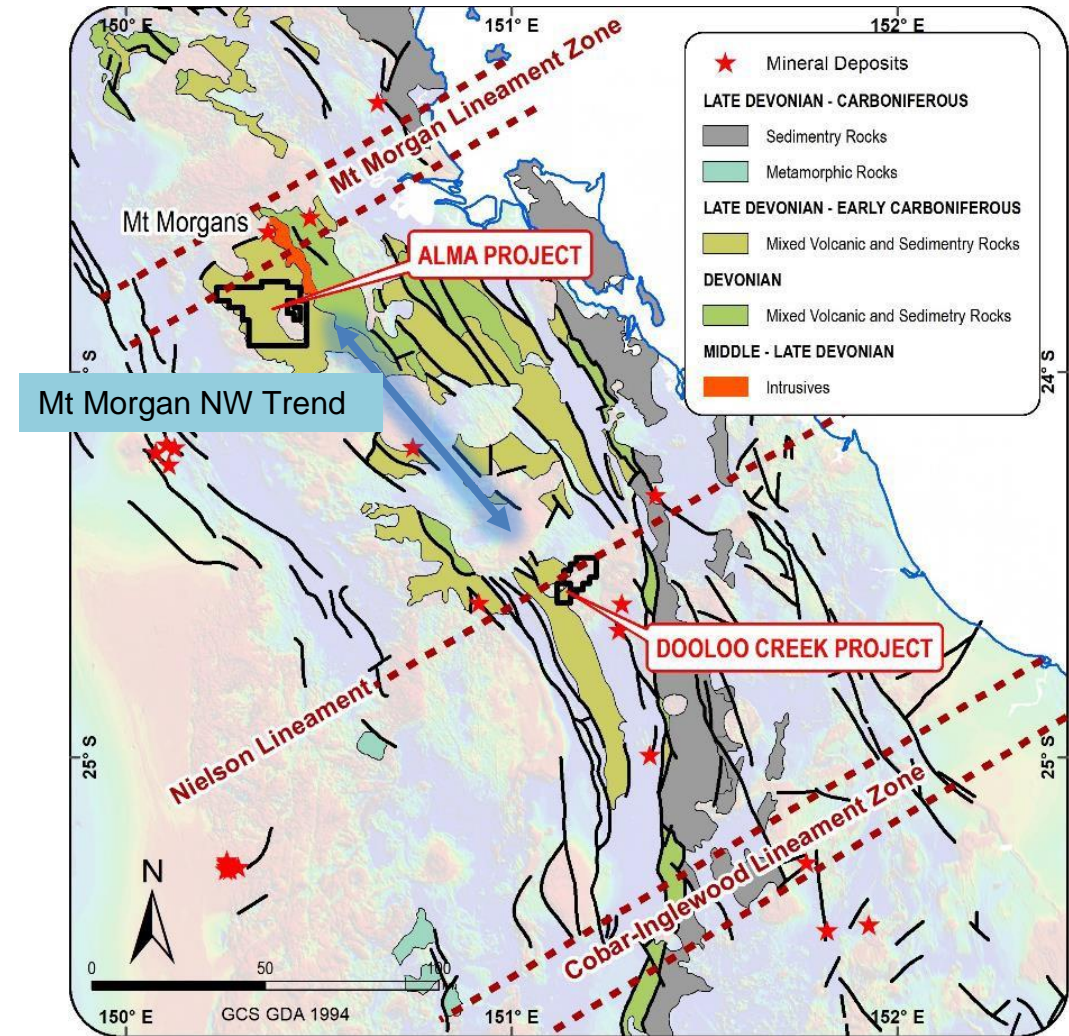 150° E
151° E
152° E
Mineral Deposits
LATE DEVONIAN - CARBONIFEROUS
Sedimentry Rocks
Metamorphic Rocks
LATE DEVONIAN - EARLY CARBONIFEROUS
Mixed Volcanic and Sedimentry Rocks
DEVONIAN
Mixed Volcanic and Sedimetry Rocks
MIDDLE - LATE DEVONIAN
Intrusives
Mt Morgan Lineament Zone
Mt Morgans
ALMA PROJECT
° S
24° S
Mt Morgan NW Trend
DOOLOO CREEK PROJECT
Nielson Lineament
25° S
25° S
Cobar-Inglewood Lineament Zone
N
0
50
100
GCS GDA 1994
150° E
151° E
152° E